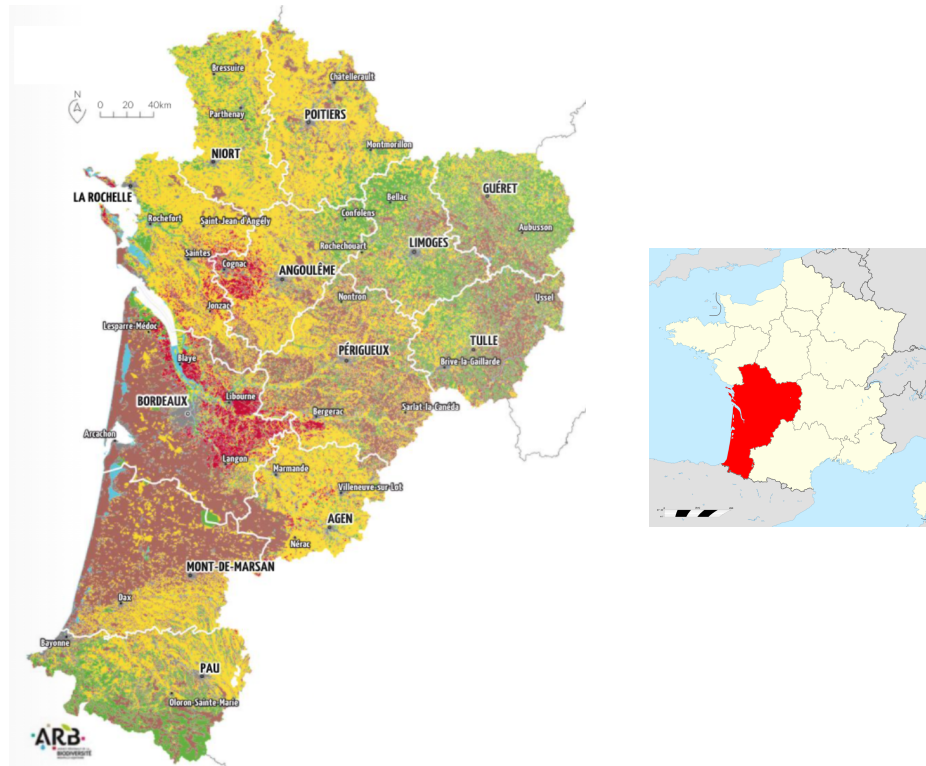 Bressuire
Châtellerault
N
0 20 40km
Parthenay
POITIERS
Montmorillon
NIORT
LA ROCHELLE
GUÉRET
Bellac
Rochefort
Saint-Jean-d'Angély
Confolens
Aubusson
Rochechouart
LIMOGES
Saintes
Cognac
ANGOULÊME
Jonzac
Nontron
Ussel
Lesparre-Médoc
TULLE
Blaye
PÉRIGUEUX
Brive-la-Gaillarde
BORDEAUX
Libourne
Bergerac
Sarlat-la-Canéda
Arcachon
Langon
Marmande
Villeneuve-sur-Lot
AGEN
Nérac
MONT-DE-MARSAN
Dax
Bayonne
PAU
Oloron-Sainte-Marie
ARB
BIODIVERSITÉ